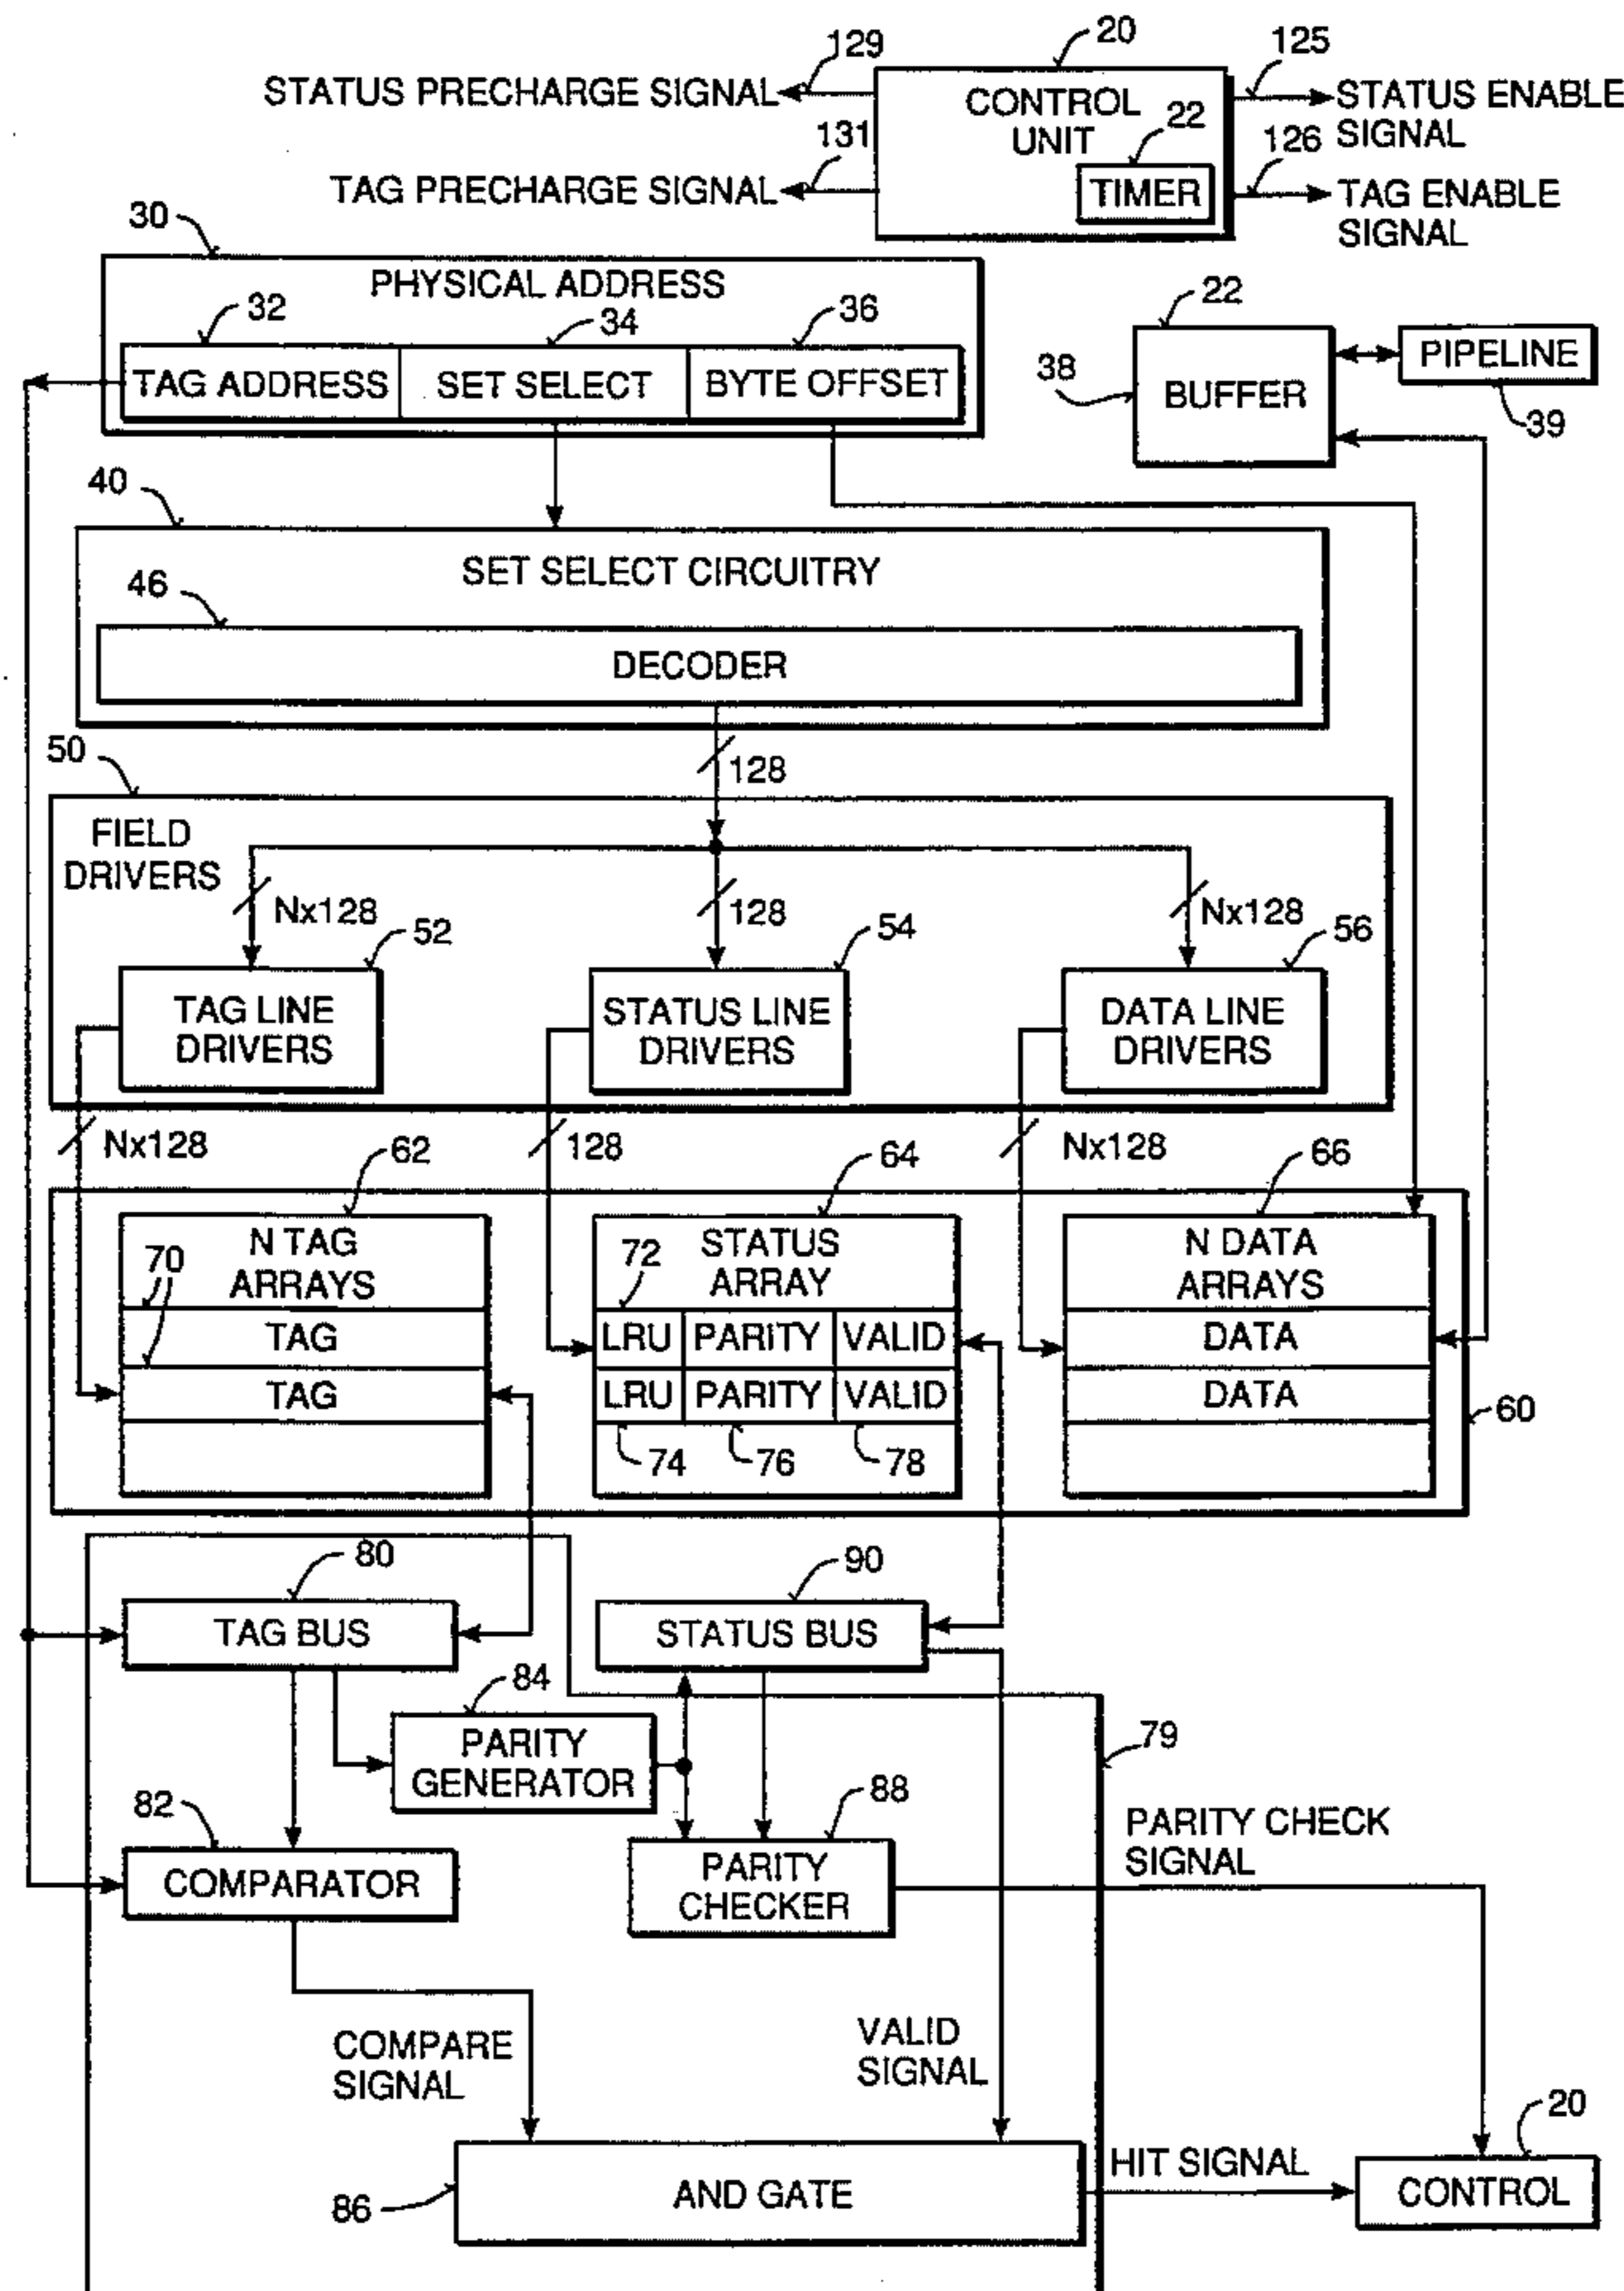 20
125
129
STATUS PRECHARGE SIGNAL
CONTROL
UNIT
STATUS ENABLE
SIGNAL
22
131
126
TAG PRECHARGE SIGNAL
TIMER
TAG ENABLE
SIGNAL
30
PHYSICAL ADDRESS
32
34
36
TAG ADDRESS
SET SELECT
BYTE OFFSET
22
38
BUFFER
PIPELINE
39
40
SET SELECT CIRCUITRY
46
DECODER
50
128
FIELD
DRIVERS
Nx128
128
Nx128
52
54
56
TAG LINE
DRIVERS
STATUS LINE
DRIVERS
DATA LINE
DRIVERS
Nx128
128
Nx128
62
64
66
N TAG
ARRAYS
STATUS
ARRAY
N DATA
ARRAYS
70
72
TAG
LRU PARITY VALID
DATA
TAG
LRU PARITY VALID
DATA
60
74
76
78
80
90
TAG BUS
STATUS BUS
84
PARITY
GENERATOR
79
82
88
COMPARATOR
PARITY
CHECKER
PARITY CHECK
SIGNAL
COMPARE
SIGNAL
VALID
SIGNAL
20
86
AND GATE
HIT SIGNAL
CONTROL